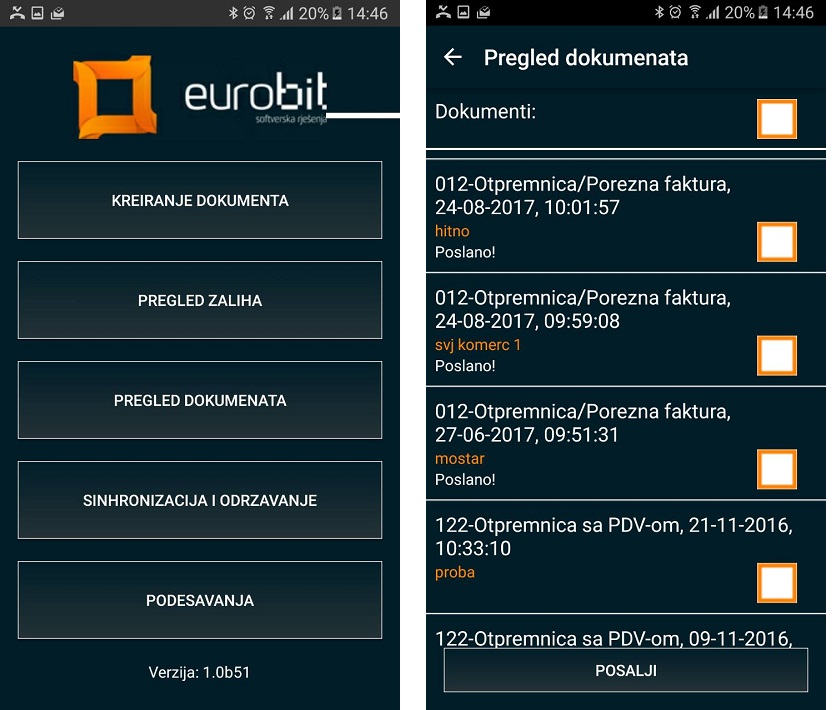 20% 14:46
eurobit
softverska rješenja
KREIRANJE DOKUMENTA
PREGLED ZALIHA
PREGLED DOKUMENATA
SINHRONIZACIJA I ODRZAVANJE
PODESAVANJA
Verzija: 1.0b51
20% 14:46
Pregled dokumenata
Dokumenti:
012-Otpremnica/Porezna faktura,
24-08-2017, 10:01:57
hitno
Poslano!
012-Otpremnica/Porezna faktura,
24-08-2017, 09:59:08
svj komerc 1
Poslano!
012-Otpremnica/Porezna faktura,
27-06-2017, 09:51:31
mostar
Poslano!
122-Otpremnica sa PDV-om, 21-11-2016,
10:33:10
proba
122-Otpremnica sa PDV-om, 09-11-2016,
POSALJI